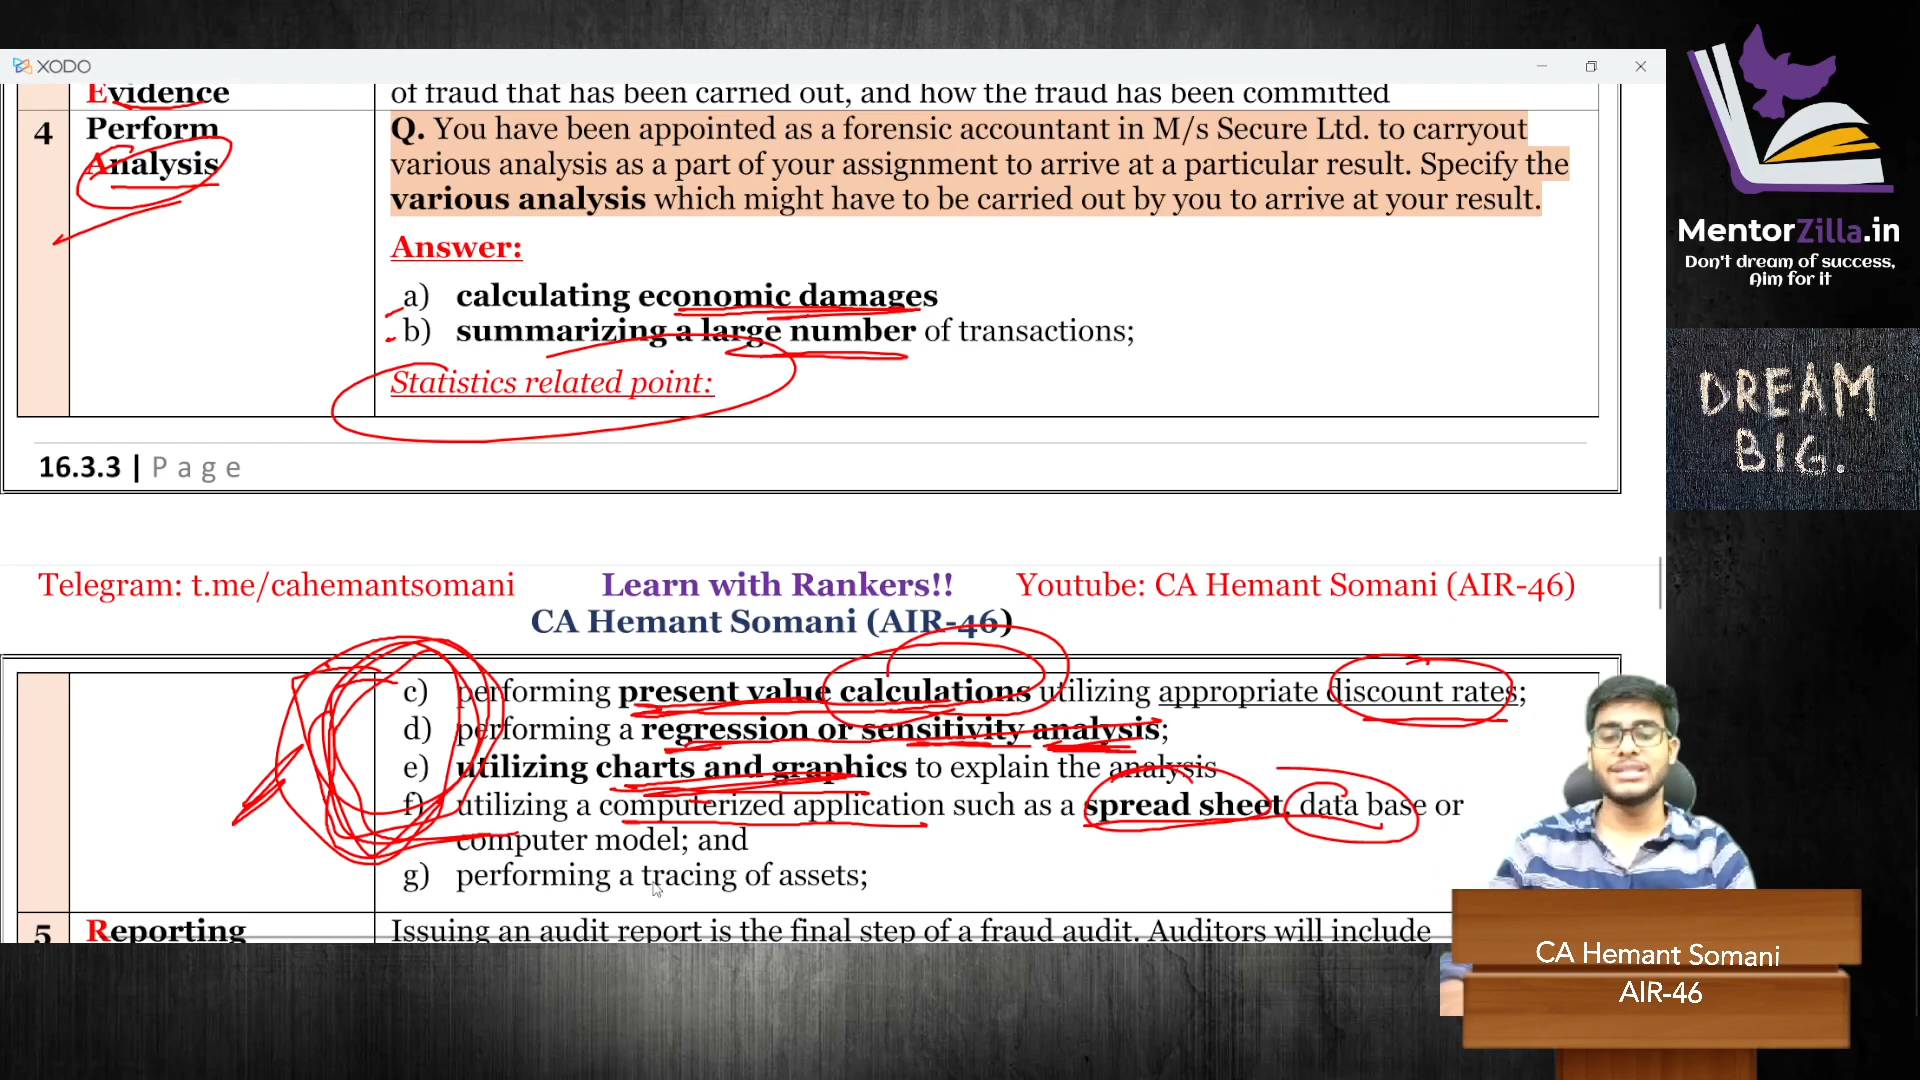 XODO
Evidence
of fraud that has been carried out, and how the fraud has been committed
4
Perform
Analysis
Q. You have been appointed as a forensic accountant in M/s Secure Ltd. to carryout
various analysis as a part of your assignment to arrive at a particular result. Specify the
various analysis which might have to be carried out by you to arrive at your result.
Answer:
a) calculating economic damages
b) summarizing a large number of transactions;
Statistics related point:
16.3.3 | Page
Telegram: t.me/cahemantsomani Learn with Rankers!! Youtube: CA Hemant Somani (AIR-46)
CA Hemant Somani (AIR-46)
c) performing present value calculations utilizing appropriate discount rates;
d) performing a regression or sensitivity analysis;
e) utilizing charts and graphics to explain the analysis
f) utilizing a computerized application such as a spread sheet, data base or
computer model; and
g) performing a tracing of assets;
5
Reporting
Issuing an audit report is the final step of a fraud audit. Auditors will include
MentorZilla.in
Don't dream of success,
Aim for it
DREAM
BIG.
CA Hemant Somani
AIR-46